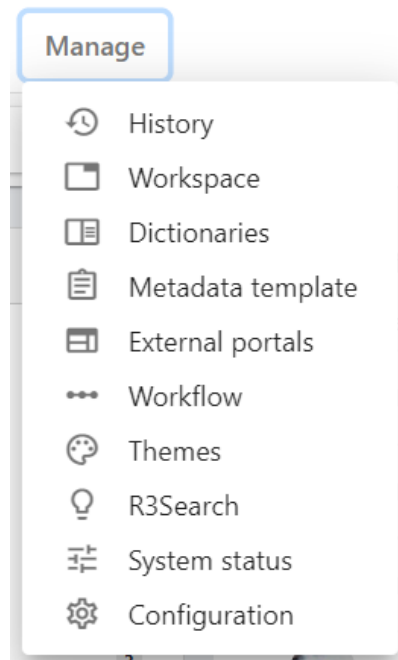 Manage
History
Workspace
Dictionaries
Metadata template
External portals
Workflow
Themes
R3Search
System status
Configuration